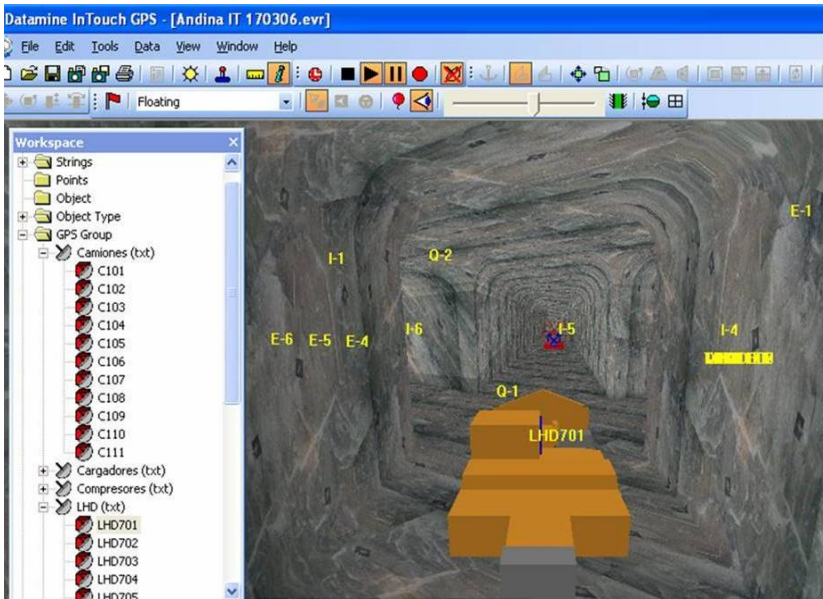 Datamine InTouch GPS - [Andina IT 170306.evr]
File Edit Tools Data View Window Help
Floating
Workspace
Strings
Points
Object
Object Type
GPS Group
Camiones (txt)
C101
C102
C103
C104
C105
C106
C107
C108
C109
C110
C111
Cargadores (txt)
Compresores (txt)
LHD (txt)
LHD701
LHD702
LHD703
LHD704
LHD705
E-1
I-1
Q-2
E-6
E-5
E-4
I-6
I-5
I-4
Q-1
LHD701